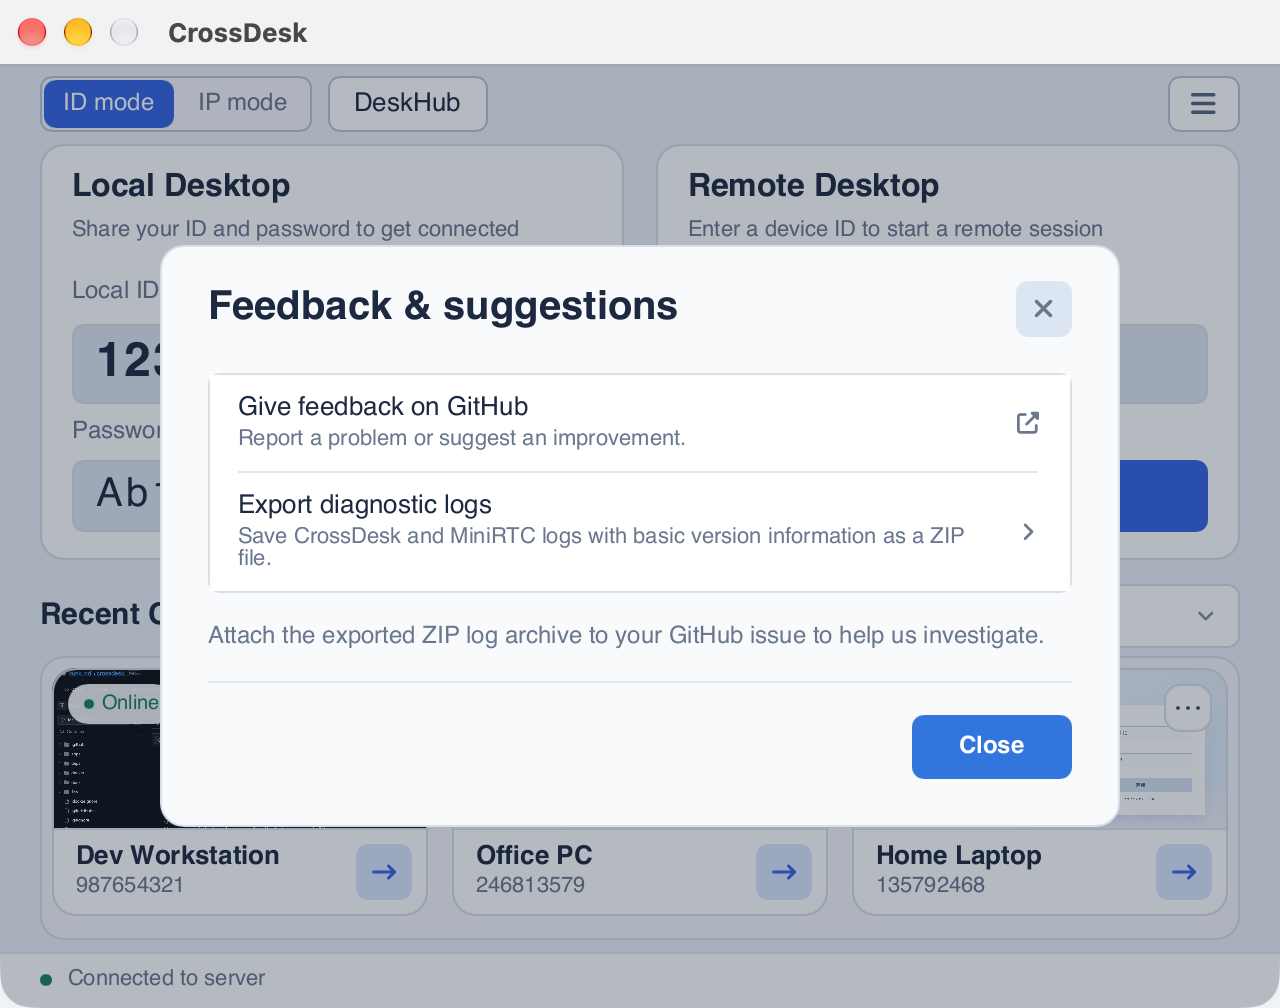 CrossDesk
ID mode
IP mode
DeskHub
Local Desktop
Share your ID and password to get connected
Remote Desktop
Enter a device ID to start a remote session
Local ID
Feedback & suggestions
Give feedback on GitHub
Report a problem or suggest an improvement.
Export diagnostic logs
Save CrossDesk and MiniRTC logs with basic version information as a ZIP
file.
Attach the exported ZIP log archive to your GitHub issue to help us investigate.
Close
Recent
Online
Dev Workstation
987654321
Office PC
246813579
Home Laptop
135792468
Connected to server